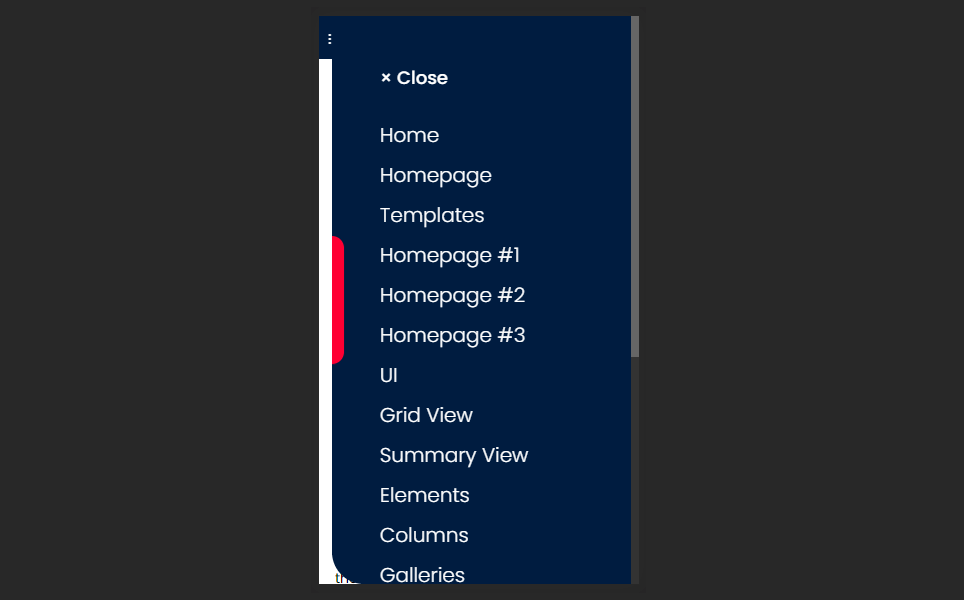 × Close
Home
Homepage
Templates
Homepage #1
Homepage #2
Homepage #3
UI
Grid View
Summary View
Elements
Columns
Galleries